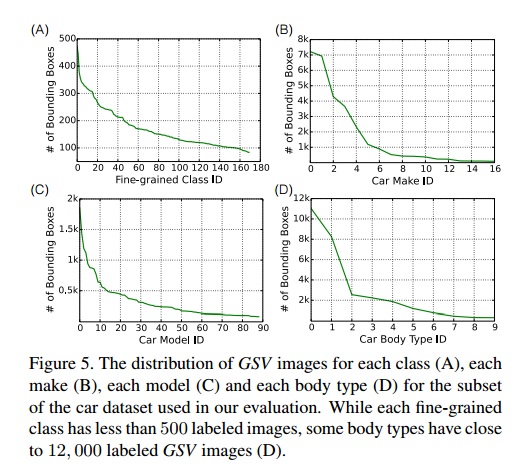 (A)
500
400
300
200
100
# of Bounding Boxes
0 20 40 60 80 100 120 140 160 180
Fine-grained Class ID
(B)
8k
7k
6k
5k
4k
3k
2k
1k
# of Bounding Boxes
0 2 4 6 8 10 12 14 16
Car Make ID
(C)
2k
1.5k
1k
0.5k
# of Bounding Boxes
0 10 20 30 40 50 60 70 80 90
Car Model ID
(D)
12k
10k
8k
6k
4k
2k
# of Bounding Boxes
0 1 2 3 4 5 6 7 8 9
Car Body Type ID
Figure 5. The distribution of GSV images for each class (A), each
make (B), each model (C) and each body type (D) for the subset
of the car dataset used in our evaluation. While each fine-grained
class has less than 500 labeled images, some body types have close
to 12, 000 labeled GSV images (D).